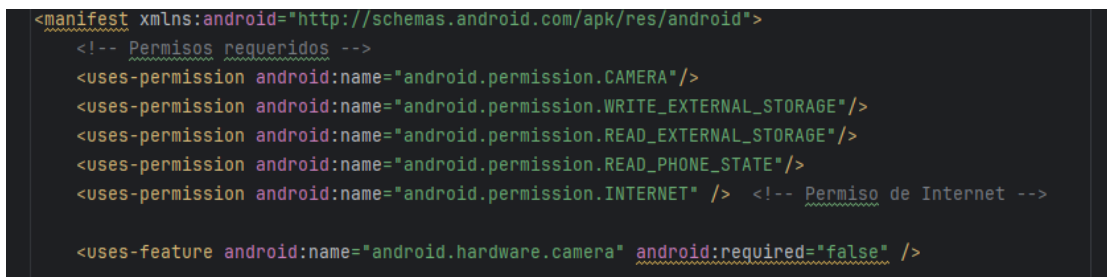 <manifest xmlns:android="http://schemas.android.com/apk/res/android">
<!-- Permisos requeridos -->
<uses-permission android:name="android.permission.CAMERA"/>
<uses-permission android:name="android.permission.WRITE_EXTERNAL_STORAGE"/>
<uses-permission android:name="android.permission.READ_EXTERNAL_STORAGE"/>
<uses-permission android:name="android.permission.READ_PHONE_STATE"/>
<uses-permission android:name="android.permission.INTERNET" /> <!-- Permiso de Internet -->
<uses-feature android:name="android.hardware.camera" android:required="false" />